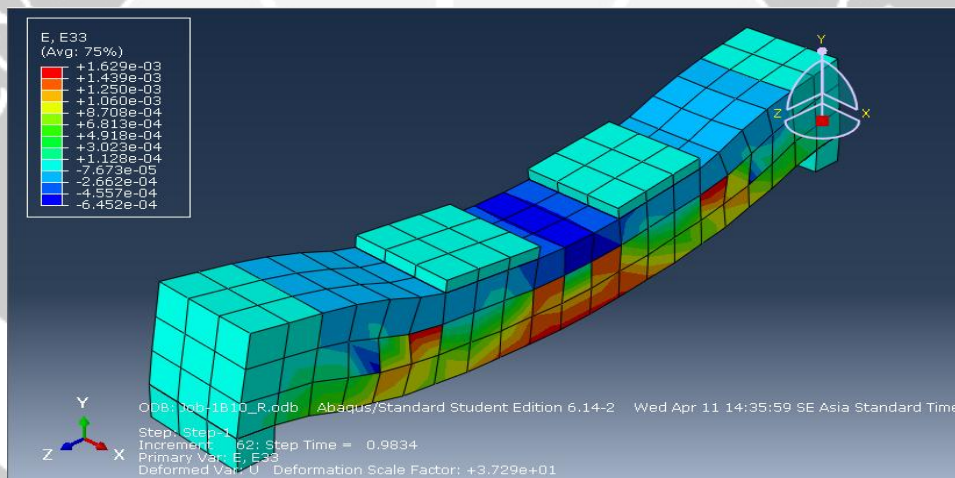 E, E33
(Avg: 75%)
+1.629e-03
+1.439e-03
+1.250e-03
+1.060e-03
+8.708e-04
+6.813e-04
+4.918e-04
+3.023e-04
+1.128e-04
-7.673e-05
-2.662e-04
-4.557e-04
-6.452e-04
Y
Z
X
Y
Z
X
ODB: Job-1B10_R.odb Abaqus/Standard Student Edition 6.14-2 Wed Apr 11 14:35:59 SE Asia Standard Time
Step: Step-1
Increment 62: Step Time = 0.9834
Primary Var: E, E33
Deformed Var: U Deformation Scale Factor: +3.729e+01